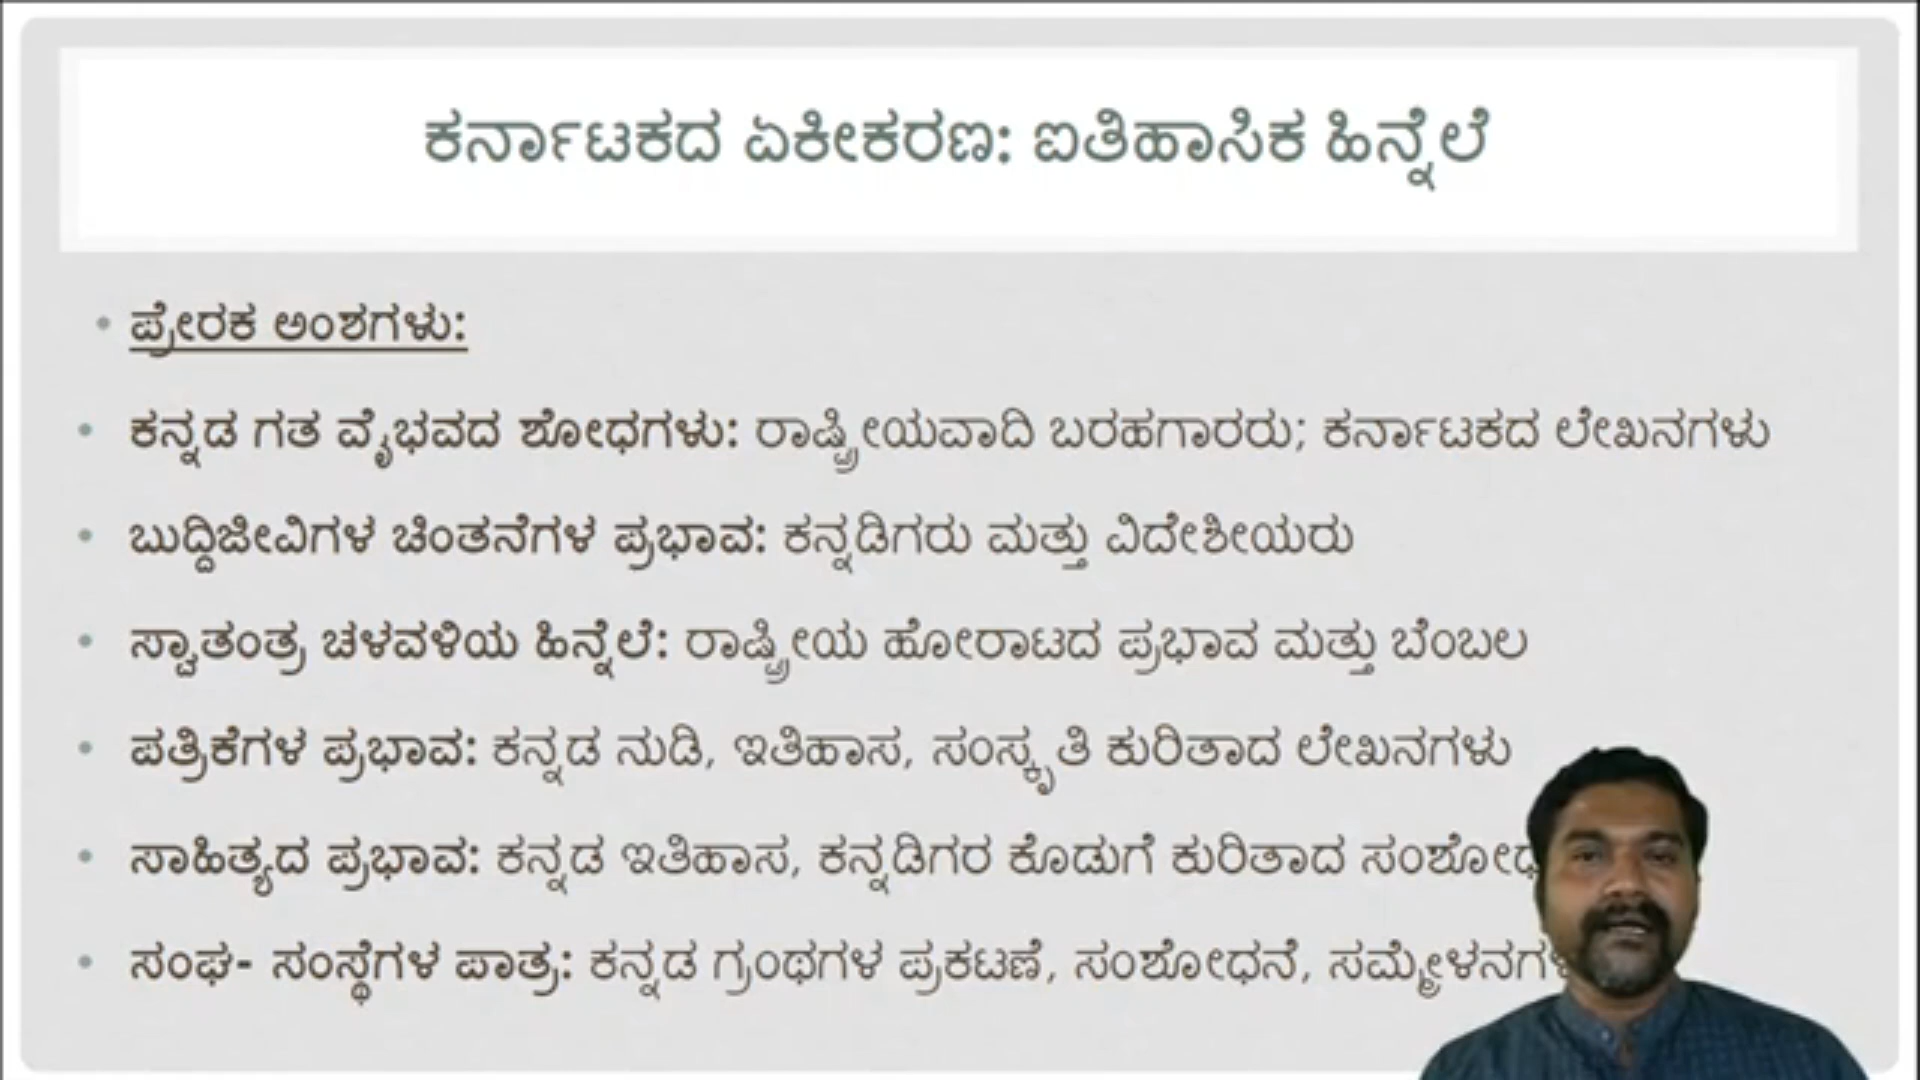 ಕರ್ನಾಟಕದ ಏಕೀಕರಣ: ಐತಿಹಾಸಿಕ ಹಿನ್ನೆಲೆ
• ಪ್ರೇರಕ ಅಂಶಗಳು:
• ಕನ್ನಡ ಗತ ವೈಭವದ ಶೋಧಗಳು: ರಾಷ್ಟ್ರೀಯವಾದಿ ಬರಹಗಾರರು; ಕರ್ನಾಟಕದ ಲೇಖನಗಳು
• ಬುದ್ದಿಜೀವಿಗಳ ಚಿಂತನೆಗಳ ಪ್ರಭಾವ: ಕನ್ನಡಿಗರು ಮತ್ತು ವಿದೇಶೀಯರು
• ಸ್ವಾತಂತ್ರ ಚಳವಳಿಯ ಹಿನ್ನೆಲೆ: ರಾಷ್ಟ್ರೀಯ ಹೋರಾಟದ ಪ್ರಭಾವ ಮತ್ತು ಬೆಂಬಲ
• ಪತ್ರಿಕೆಗಳ ಪ್ರಭಾವ: ಕನ್ನಡ ನುಡಿ, ಇತಿಹಾಸ, ಸಂಸ್ಕೃತಿ ಕುರಿತಾದ ಲೇಖನಗಳು
• ಸಾಹಿತ್ಯದ ಪ್ರಭಾವ: ಕನ್ನಡ ಇತಿಹಾಸ, ಕನ್ನಡಿಗರ ಕೊಡುಗೆ ಕುರಿತಾದ
• ಸಂಘ- ಸಂಸ್ಥೆಗಳ ಪಾತ್ರ: ಕನ್ನಡ ಗ್ರಂಥಗಳ ಪ್ರಕಟಣೆ, ಸಂಶೋಧನೆ,